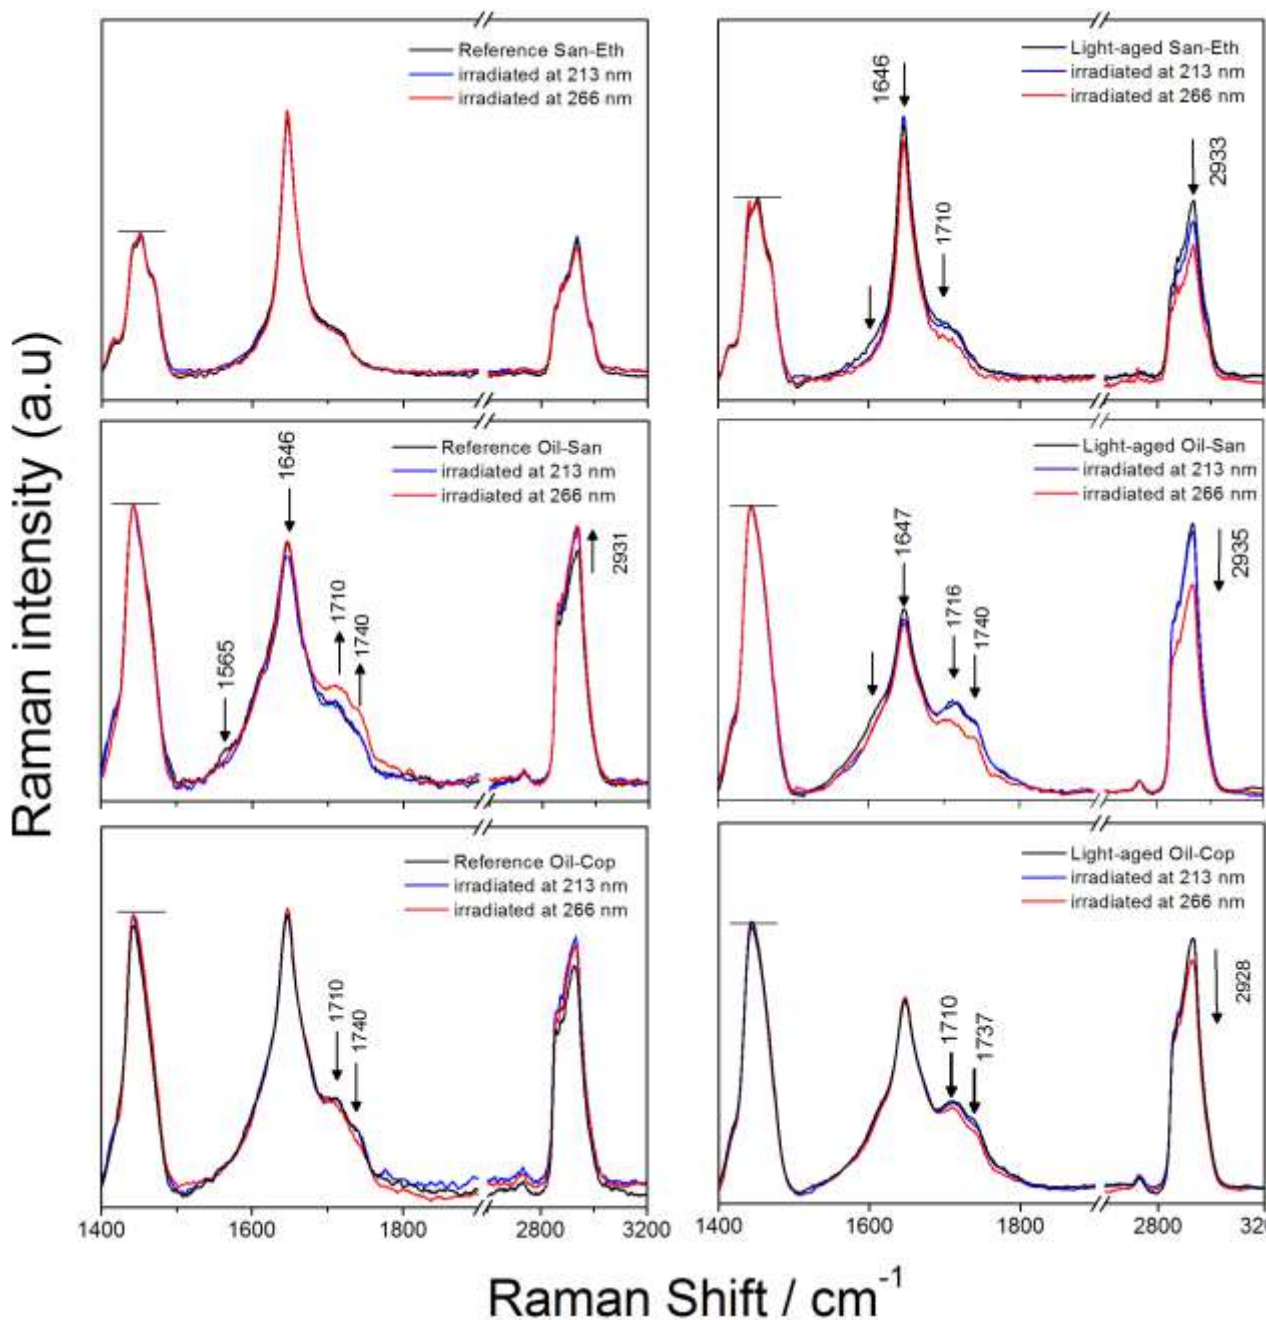 Raman intensity (a.u)
Reference San-Eth
irradiated at 213 nm
irradiated at 266 nm
Light-aged San-Eth
irradiated at 213 nm
irradiated at 266 nm
1646
1710
2933
Reference Oil-San
irradiated at 213 nm
irradiated at 266 nm
1565
1646
1710
1740
2931
Light-aged Oil-San
irradiated at 213 nm
irradiated at 266 nm
1647
1716
1740
2935
Reference Oil-Cop
irradiated at 213 nm
irradiated at 266 nm
1710
1740
1400 1600 1800 2800 3200
Light-aged Oil-Cop
irradiated at 213 nm
irradiated at 266 nm
1710
1737
2928
1400 1600 1800 2800 320
Raman Shift / cm⁻¹